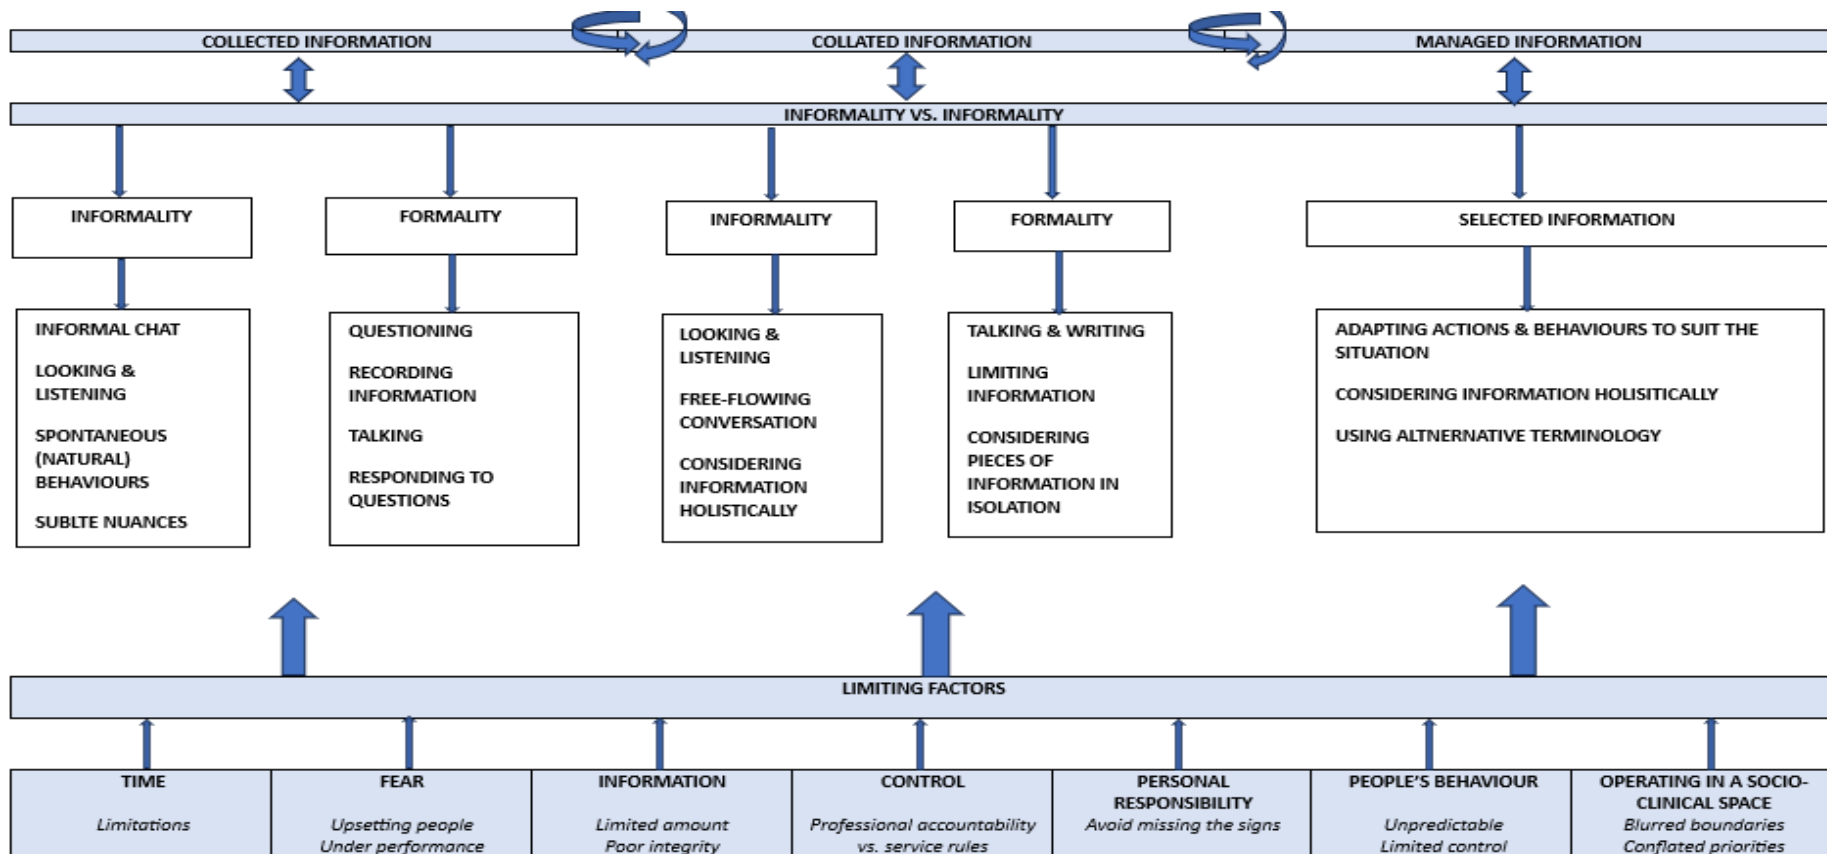 COLLECTED INFORMATION
COLLATED INFORMATION
MANAGED INFORMATION
INFORMALITY VS. INFORMALITY
INFORMALITY
FORMALITY
INFORMALITY
FORMALITY
SELECTED INFORMATION
INFORMAL CHAT
LOOKING &
LISTENING
SPONTANEOUS
(NATURAL)
BEHAVIOURS
SUBLTE NUANCES
QUESTIONING
RECORDING
INFORMATION
TALKING
RESPONDING TO
QUESTIONS
LOOKING &
LISTENING
FREE-FLOWING
CONVERSATION
CONSIDERING
INFORMATION
HOLISTICALLY
TALKING & WRITING
LIMITING
INFORMATION
CONSIDERING
PIECES OF
INFORMATION IN
ISOLATION
ADAPTING ACTIONS & BEHAVIOURS TO SUIT THE
SITUATION
CONSIDERING INFORMATION HOLISITICALLY
USING ALTNERNATIVE TERMINOLOGY
LIMITING FACTORS
TIME
Limitations
FEAR
Upsetting people
Under performance
INFORMATION
Limited amount
Poor integrity
CONTROL
Professional accountability
vs. service rules
PERSONAL
RESPONSIBILITY
Avoid missing the signs
PEOPLE'S BEHAVIOUR
Unpredictable
Limited control
OPERATING IN A SOCIO-
CLINICAL SPACE
Blurred boundaries
Conflated priorities